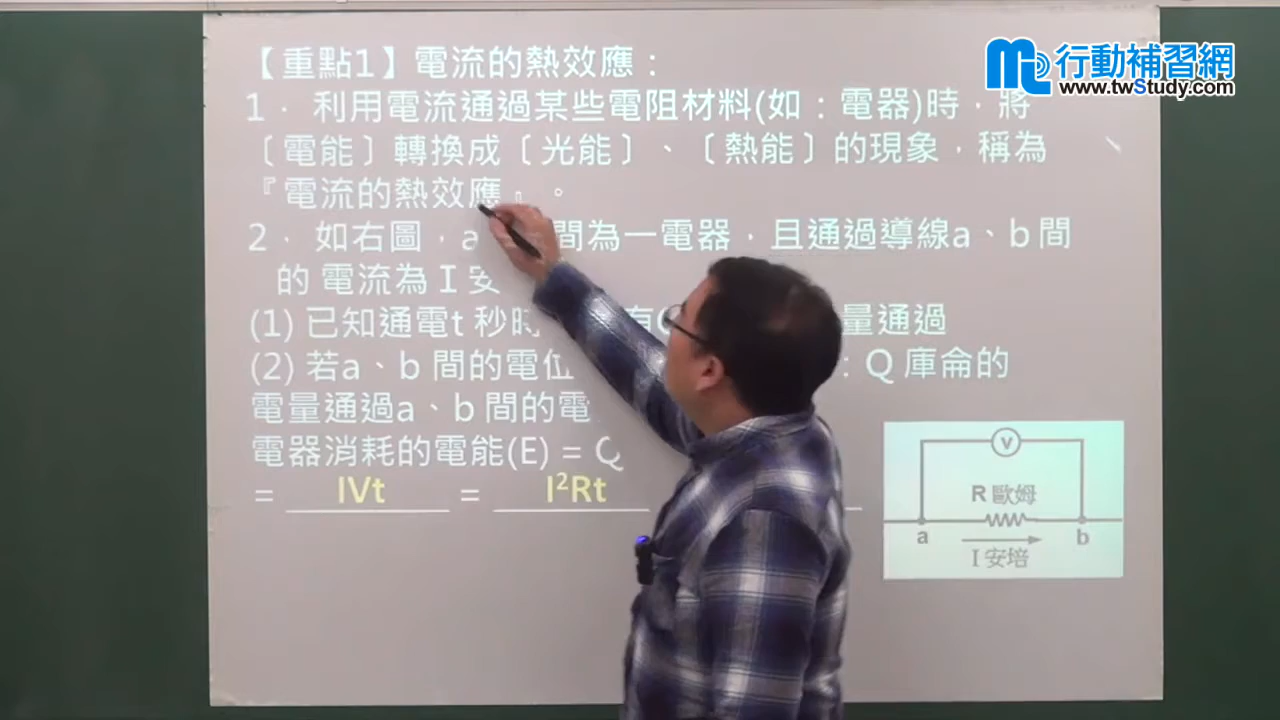 【重點1】電流的熱效應：
1． 利用電流通過某些電阻材料(如：電器)時，將
〔電能〕轉換成〔光能〕、〔熱能〕的現象，稱為
『電流的熱效應』。
2． 如右圖，a 間為一電器，且通過導線a、b間
的 電流為 I 安
(1) 已知通電t 秒時 有 量通過
(2) 若a、b 間的電位 ：Q 庫侖的
電量通過a、b 間的電
電器消耗的電能(E) = Q
= IVt = I²Rt
V
R 歐姆
a b
I 安培
行動補習網
www.twStudy.com